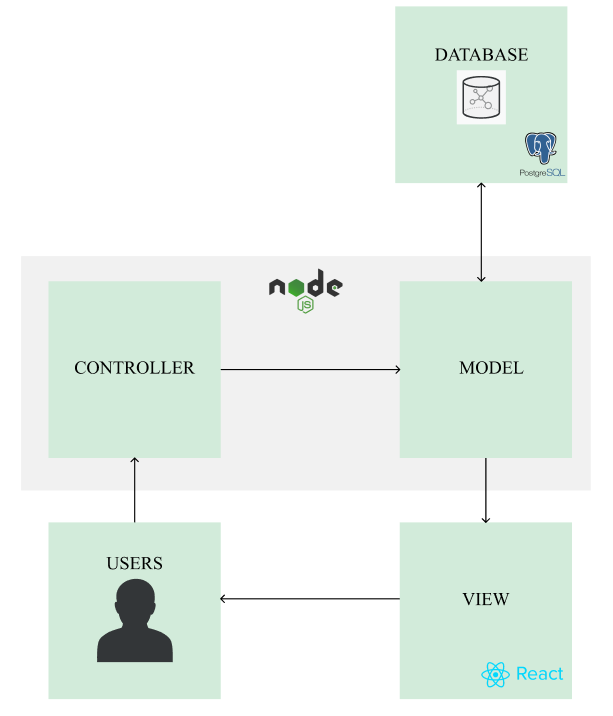 DATABASE
PostgreSQL
node
JS
CONTROLLER
MODEL
USERS
VIEW
React